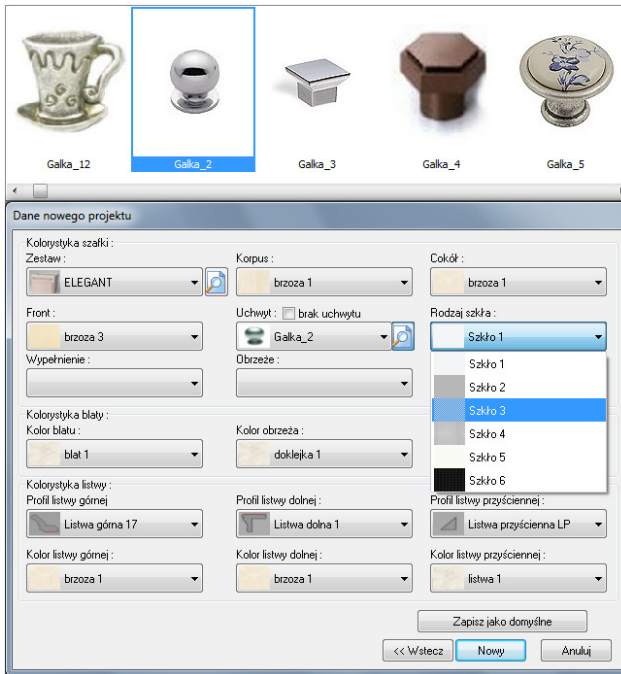 Galka_12 Galka_2 Galka_3 Galka_4 Galka_5
Dane nowego projektu
Kolorystyka szafki :
Zestaw : Korpus : Cokół :
ELEGANT brzoza 1 brzoza 1
Front : Uchwyt : brak uchwytu Rodzaj szkła :
brzoza 3 Galka_2 Szkło 1
Wypełnienie : Obrzeże :
Szkło 1
Szkło 2
Szkło 3
Szkło 4
Szkło 5
Szkło 6
Kolorystyka blaty :
Kolor blatu : Kolor obrzeża :
blat 1 doklejka 1
Kolorystyka listwy :
Profil listwy górnej Profil listwy dolnej : Profil listwy przyściennej :
Listwa górna 17 Listwa dolna 1 Listwa przyścienna LP
Kolor listwy górnej : Kolor listwy dolnej : Kolor listwy przyściennej :
brzoza 1 brzoza 1 listwa 1
Zapisz jako domyślne
<< Wstecz Nowy Anuluj